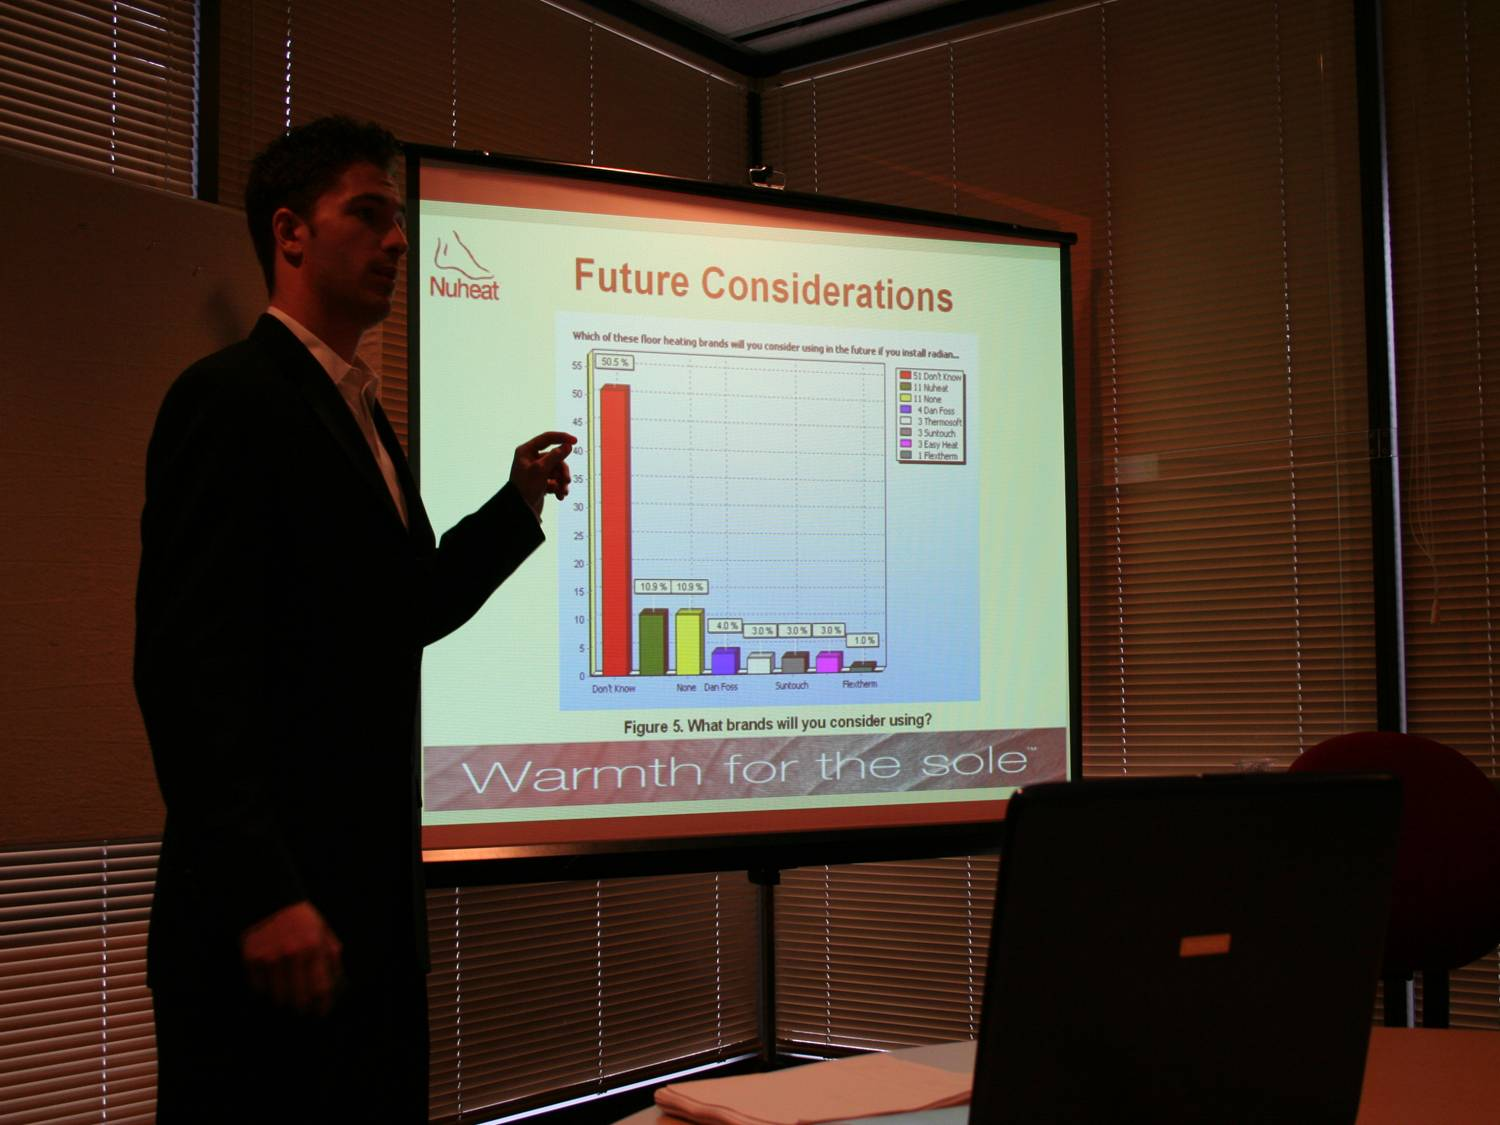 Nuheat
Future Considerations
Which of these floor heating brands will you consider using in the future if you install radian...
55
50
45
40
35
30
25
20
15
10
5
0
50.5 %
10.9 %
10.9 %
4.0 %
3.0 %
3.0 %
3.0 %
1.0 %
Don't Know
None
Dan Foss
Suntouch
Flextherm
51 Don't Know
11 Nuheat
11 None
4 Dan Foss
3 Thermosoft
3 Suntouch
3 Easy Heat
1 Flextherm
Figure 5. What brands will you consider using?
Warmth for the sole™